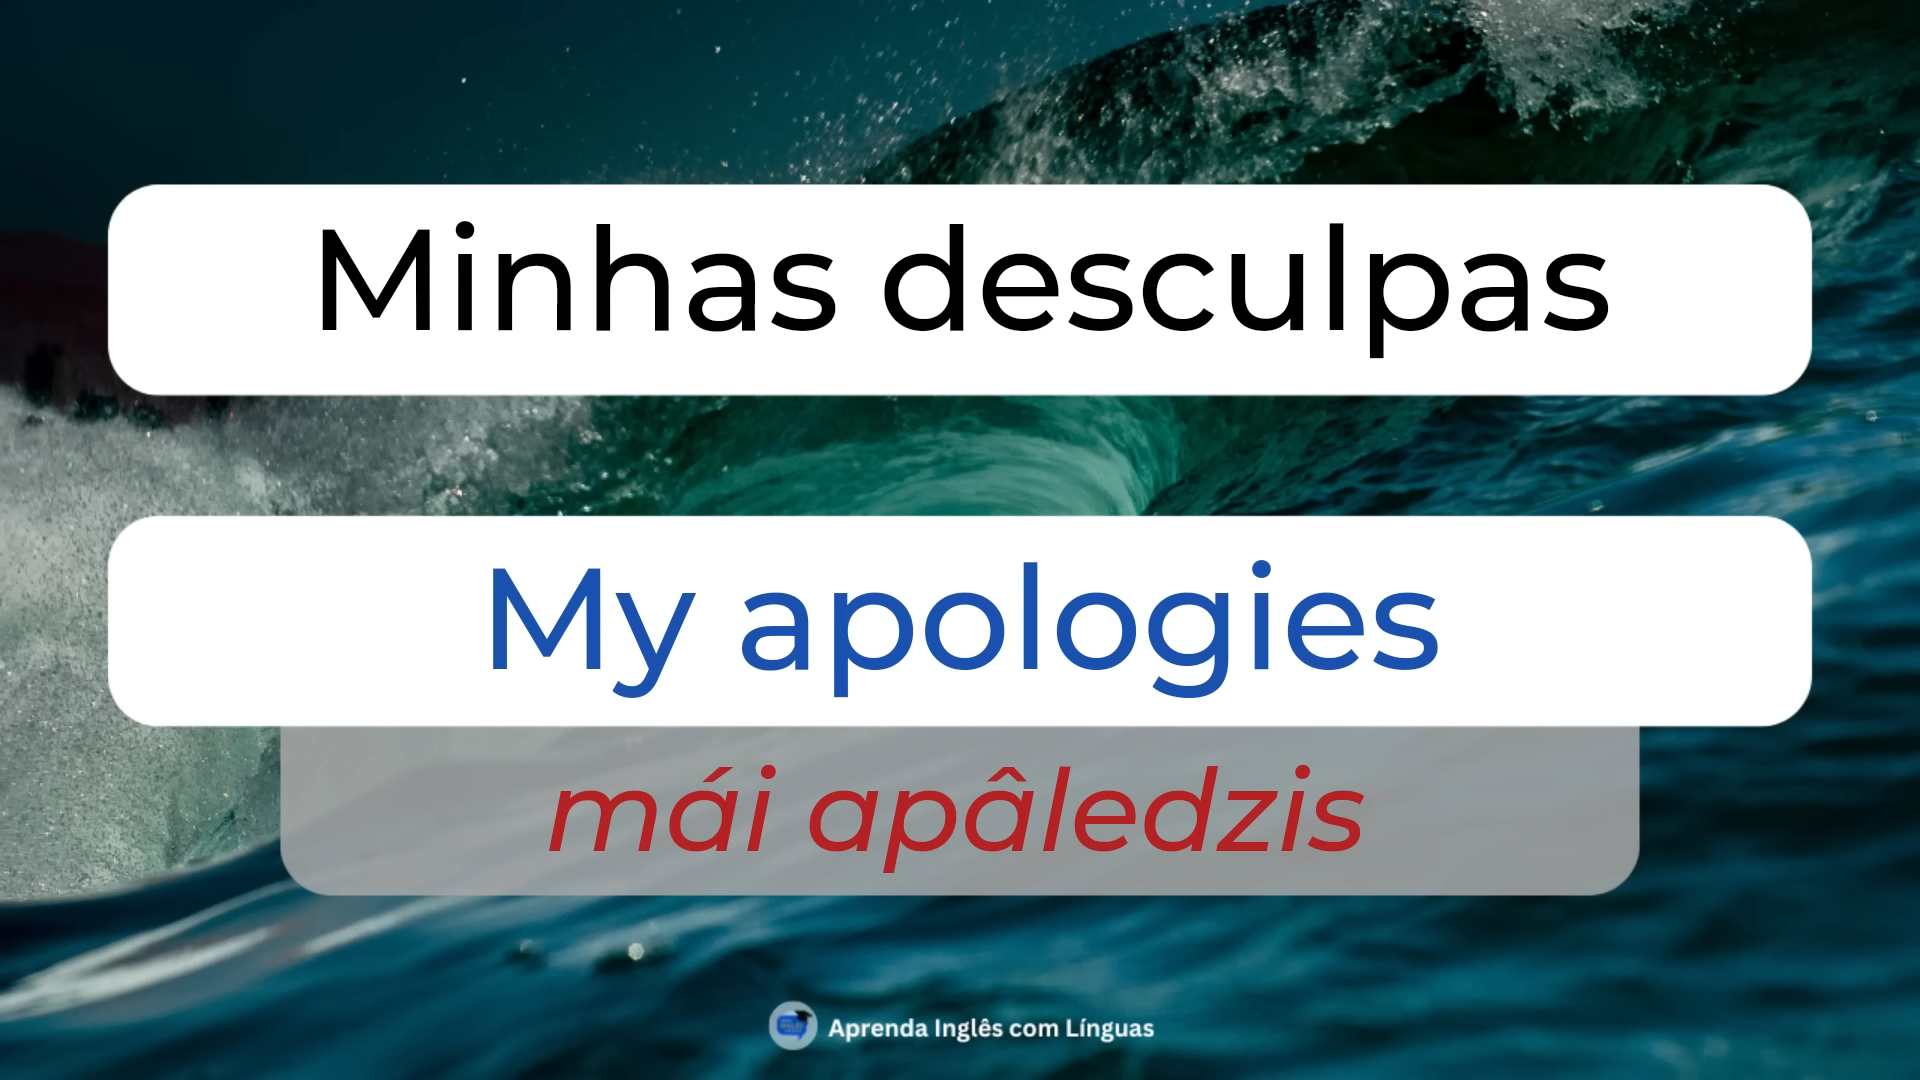 Minhas desculpas
My apologies
mái apâledzis
Aprenda Inglês com Línguas